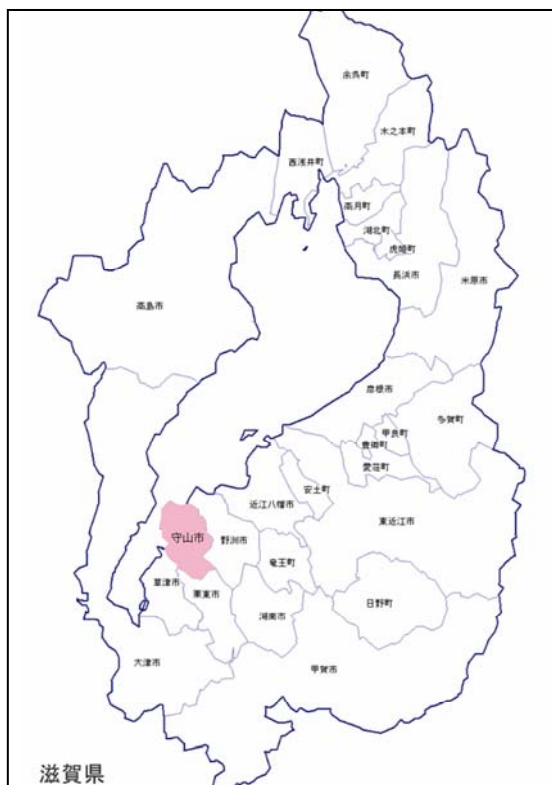 余呉町
木之本町
西浅井町
高月町
湖北町
虎姫町
長浜市
米原市
高島市
彦根市
多賀町
甲良町
豊郷町
愛荘町
安土町
近江八幡市
東近江市
守山市
野洲市
竜王町
草津市
栗東市
湖南市
日野町
大津市
甲賀市
滋賀県